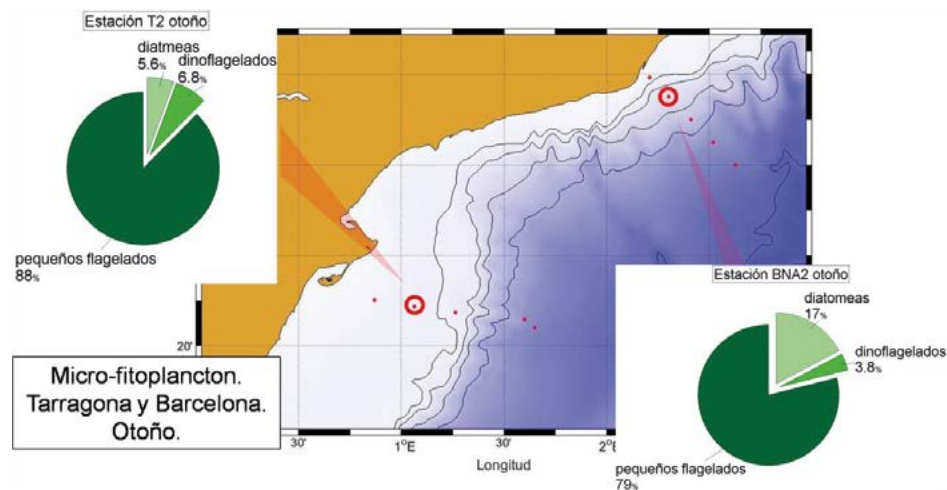 Estación T2 otoño
diatmeas
5.6%
dinoflagelados
6.8%
pequeños flagelados
88%
Estación BNA2 otoño
diatomeas
17%
dinoflagelados
3.8%
pequeños flagelados
79%
20'
Micro-fitoplancton.
Tarragona y Barcelona.
Otoño.
30' 1°E 30' 2°E
Longitud